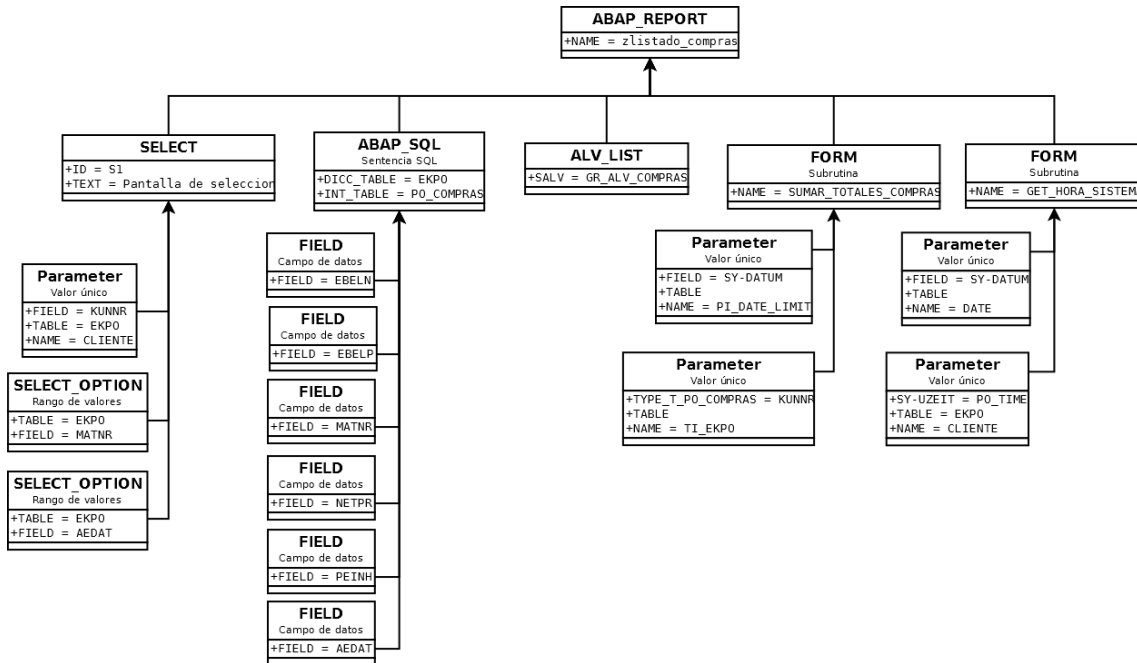 ABAP_REPORT
+NAME = zlistado_compras
SELECT
+ID = S1
+TEXT = Pantalla de seleccion
ABAP_SQL
Sentencia SQL
+DICC_TABLE = EKPO
+INT_TABLE = PO_COMPRAS
ALV_LIST
+SALV = GR_ALV_COMPRAS
FORM
Subrutina
+NAME = SUMAR_TOTALES_COMPRAS
FORM
Subrutina
+NAME = GET_HORA_SISTEMA
Parameter
Valor único
+FIELD = KUNNR
+TABLE = EKPO
+NAME = CLIENTE
SELECT_OPTION
Rango de valores
+TABLE = EKPO
+FIELD = MATNR
SELECT_OPTION
Rango de valores
+TABLE = EKPO
+FIELD = AEDAT
FIELD
Campo de datos
+FIELD = EBELN
FIELD
Campo de datos
+FIELD = EBELP
FIELD
Campo de datos
+FIELD = MATNR
FIELD
Campo de datos
+FIELD = NETPR
FIELD
Campo de datos
+FIELD = PEINH
FIELD
Campo de datos
+FIELD = AEDAT
Parameter
Valor único
+FIELD = SY-DATUM
+TABLE
+NAME = PI_DATE_LIMIT
Parameter
Valor único
+TYPE_T_PO_COMPRAS = KUNNR
+TABLE
+NAME = TI_EKPO
Parameter
Valor único
+FIELD = SY-DATUM
+TABLE
+NAME = DATE
Parameter
Valor único
+SY-UZEIT = PO_TIME
+TABLE = EKPO
+NAME = CLIENTE